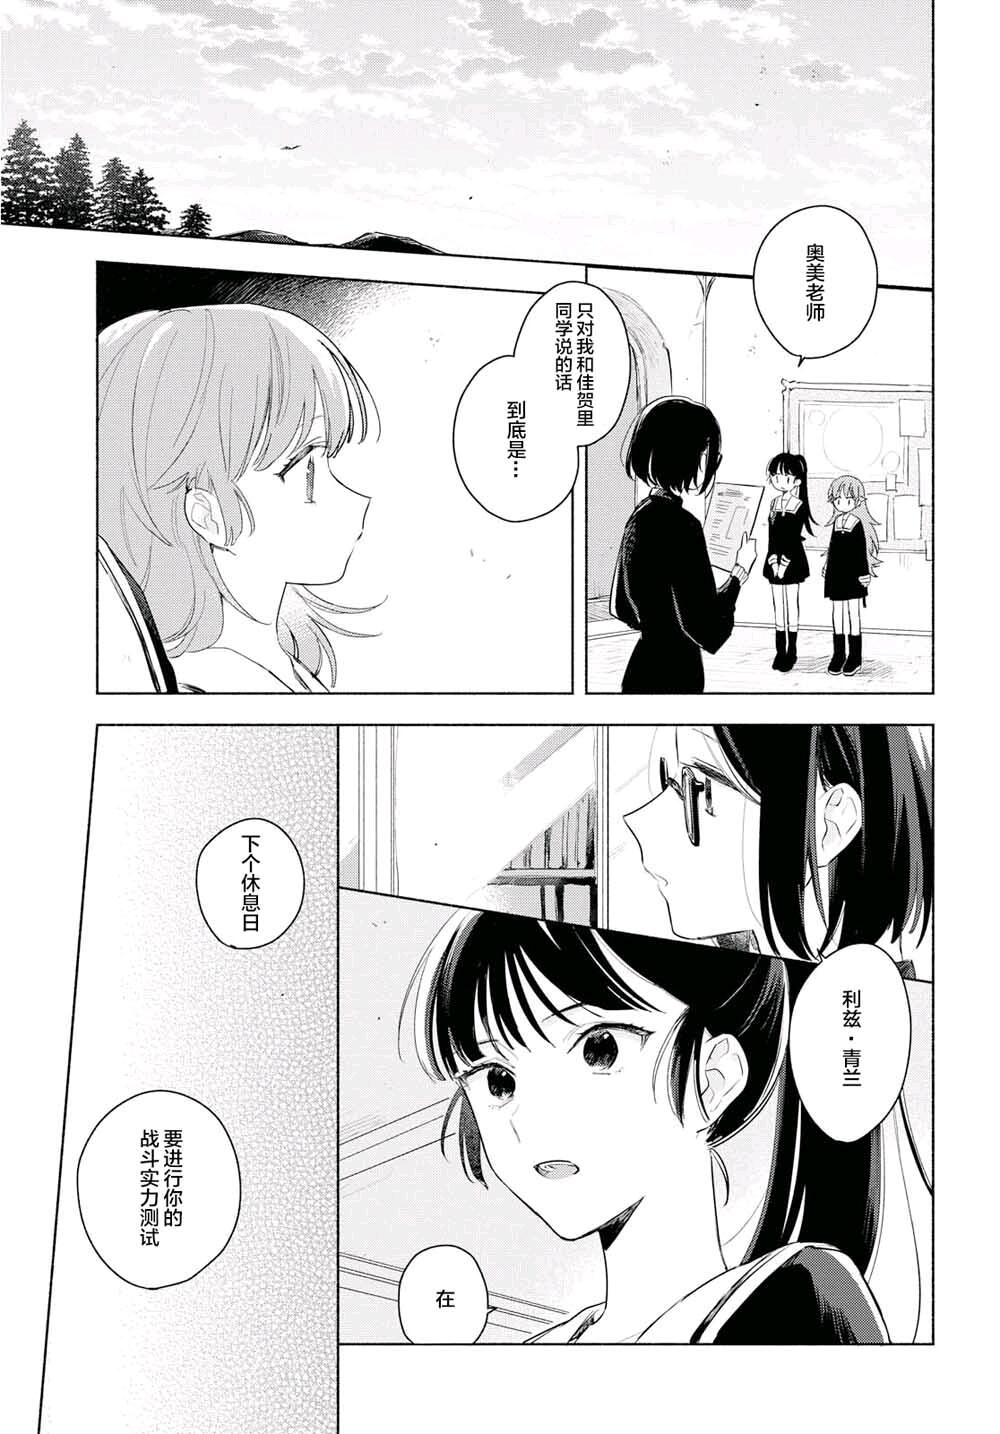 奥美老师
只对我和佳贺里
同学说的话
到底是…
利兹·青兰
在
下个休息日
要进行你的
战斗实力测试